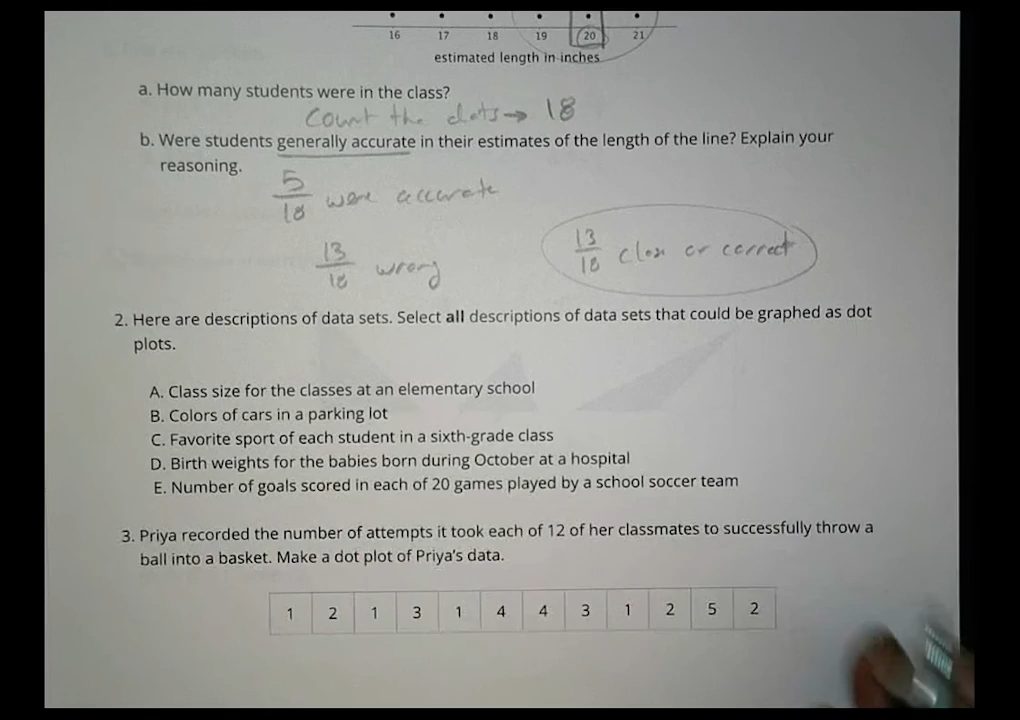 16 17 18 19 20 21
estimated length in inches
a. How many students were in the class?
Count the dots → 18
b. Were students generally accurate in their estimates of the length of the line? Explain your
reasoning.
5/18 were accurate
13/18 wrong
13/18 close or correct
2. Here are descriptions of data sets. Select all descriptions of data sets that could be graphed as dot
plots.
A. Class size for the classes at an elementary school
B. Colors of cars in a parking lot
C. Favorite sport of each student in a sixth-grade class
D. Birth weights for the babies born during October at a hospital
E. Number of goals scored in each of 20 games played by a school soccer team
3. Priya recorded the number of attempts it took each of 12 of her classmates to successfully throw a
ball into a basket. Make a dot plot of Priya's data.
1 2 1 3 1 4 4 3 1 2 5 2